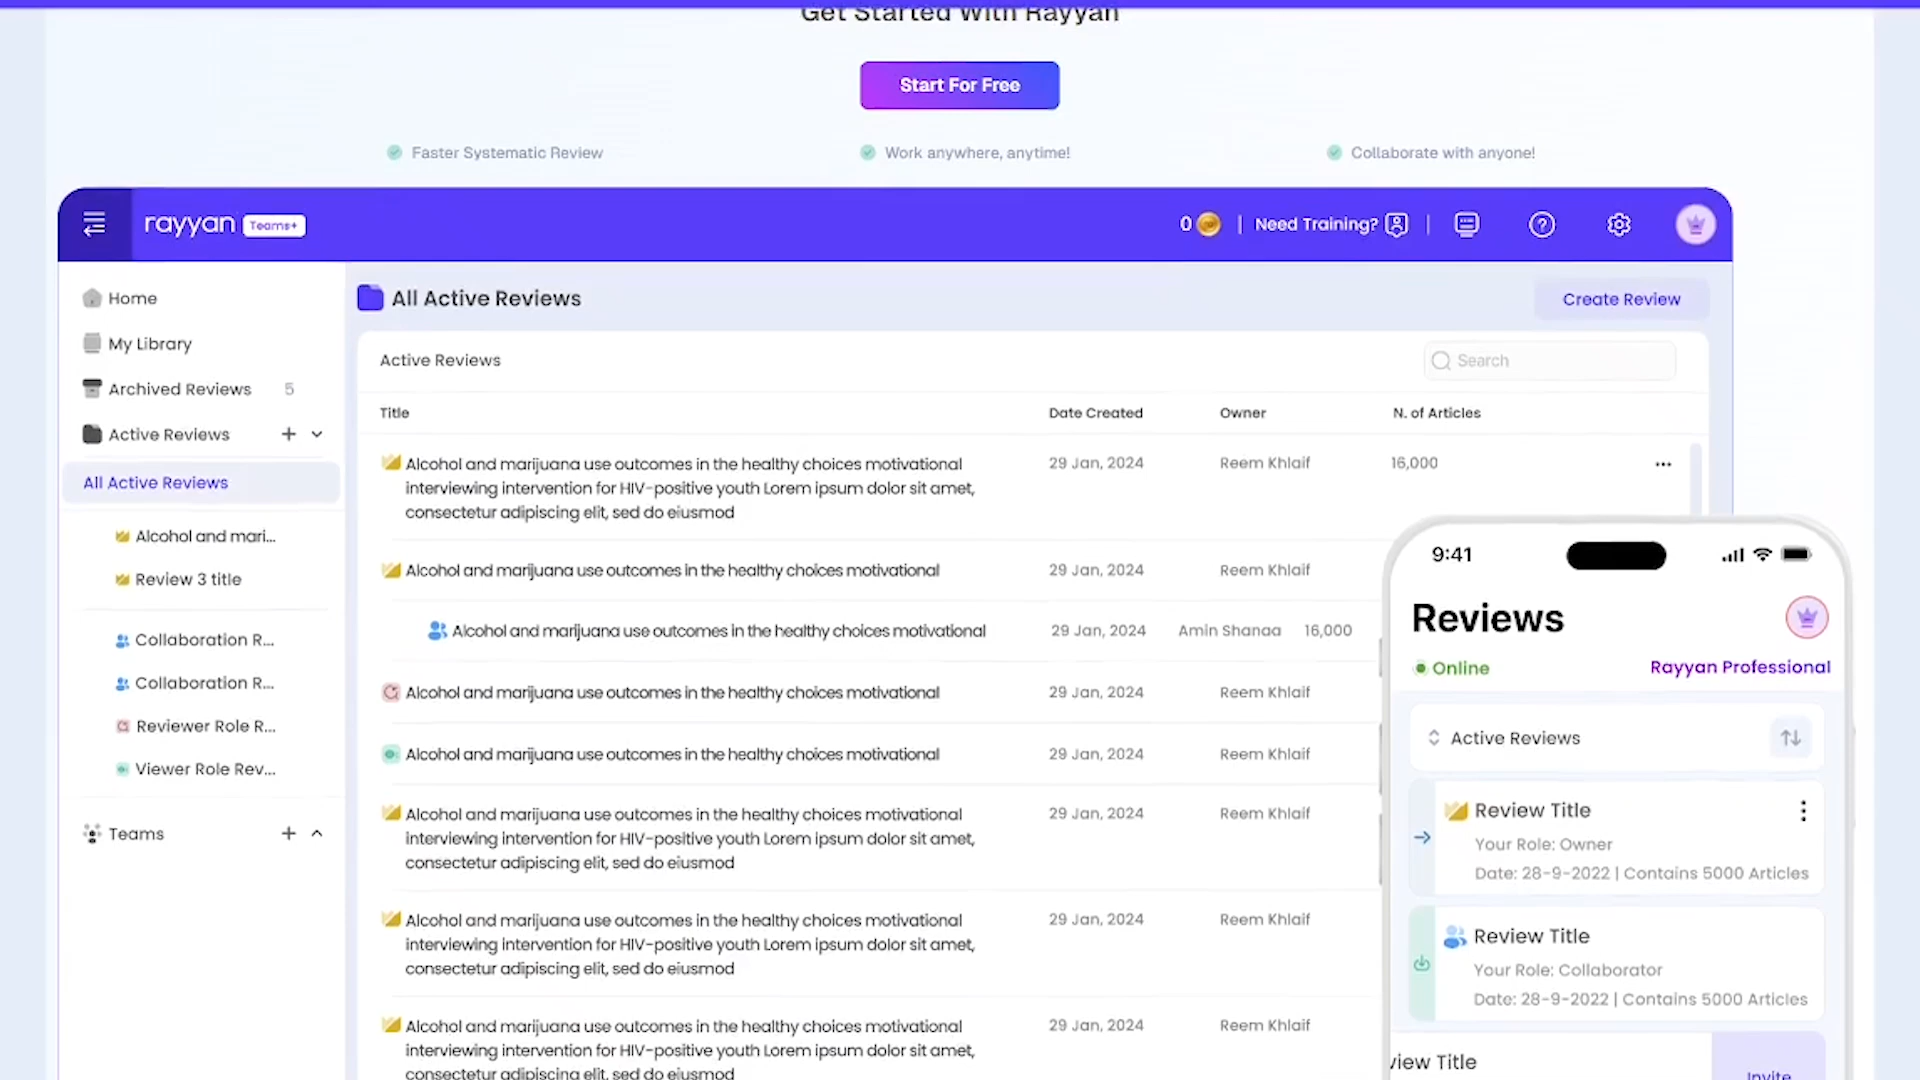 Get Started With Rayyan
Start For Free
Faster Systematic Review
Work anywhere, anytime!
Collaborate with anyone!
rayyan Teams+
0
Need Training?
Home
My Library
Archived Reviews 5
Active Reviews
All Active Reviews
Alcohol and mari...
Review 3 title
Collaboration R...
Collaboration R...
Reviewer Role R...
Viewer Role Rev...
Teams
All Active Reviews
Create Review
Active Reviews
Search
Title Date Created Owner N. of Articles
Alcohol and marijuana use outcomes in the healthy choices motivational 29 Jan, 2024 Reem Khlaif 16,000 ...
interviewing intervention for HIV-positive youth Lorem ipsum dolor sit amet,
consectetur adipiscing elit, sed do eiusmod
Alcohol and marijuana use outcomes in the healthy choices motivational 29 Jan, 2024 Reem Khlaif
Alcohol and marijuana use outcomes in the healthy choices motivational 29 Jan, 2024 Amin Shanaa 16,000
Alcohol and marijuana use outcomes in the healthy choices motivational 29 Jan, 2024 Reem Khlaif
Alcohol and marijuana use outcomes in the healthy choices motivational 29 Jan, 2024 Reem Khlaif
Alcohol and marijuana use outcomes in the healthy choices motivational 29 Jan, 2024 Reem Khlaif
interviewing intervention for HIV-positive youth Lorem ipsum dolor sit amet,
consectetur adipiscing elit, sed do eiusmod
Alcohol and marijuana use outcomes in the healthy choices motivational 29 Jan, 2024 Reem Khlaif
interviewing intervention for HIV-positive youth Lorem ipsum dolor sit amet,
consectetur adipiscing elit, sed do eiusmod
Alcohol and marijuana use outcomes in the healthy choices motivational 29 Jan, 2024 Reem Khlaif
interviewing intervention for HIV-positive youth Lorem ipsum dolor sit amet,
consectetur adipiscing elit, sed do eiusmod
9:41
Reviews
Online Rayyan Professional
Active Reviews
Review Title
Your Role: Owner
Date: 28-9-2022 | Contains 5000 Articles
Review Title
Your Role: Collaborator
Date: 28-9-2022 | Contains 5000 Articles
view Title
Invite